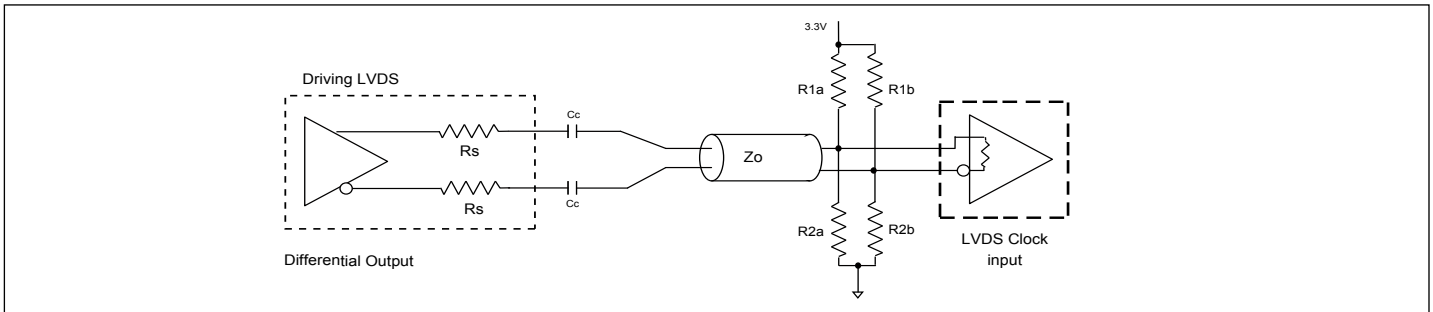 3.3V
Driving LVDS
R1a
R1b
Cc
Rs
Zo
Cc
Rs
R2a
R2b
LVDS Clock
input
Differential Output